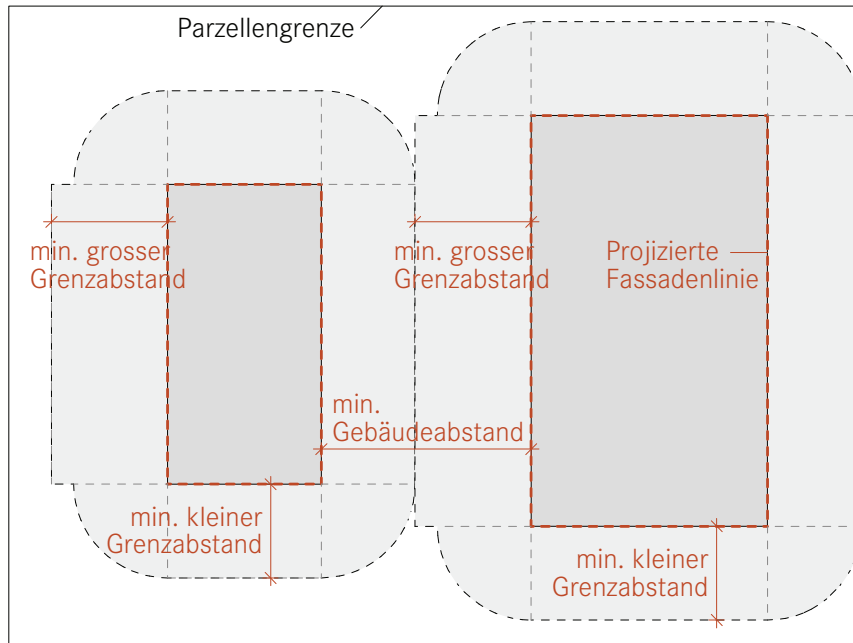 Parzellengrenze
min. grosser
Grenzabstand
min. grosser
Grenzabstand
Projizierte
Fassadenlinie
min.
Gebäudeabstand
min. kleiner
Grenzabstand
min. kleiner
Grenzabstand